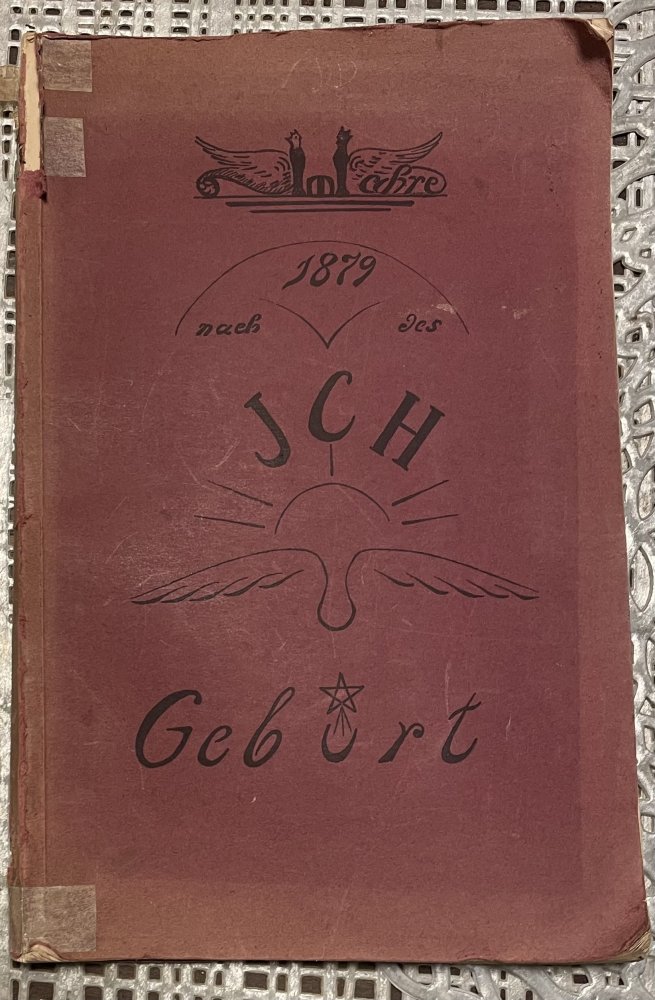 Im Jahre
1879
nach des
JCH
Geburt